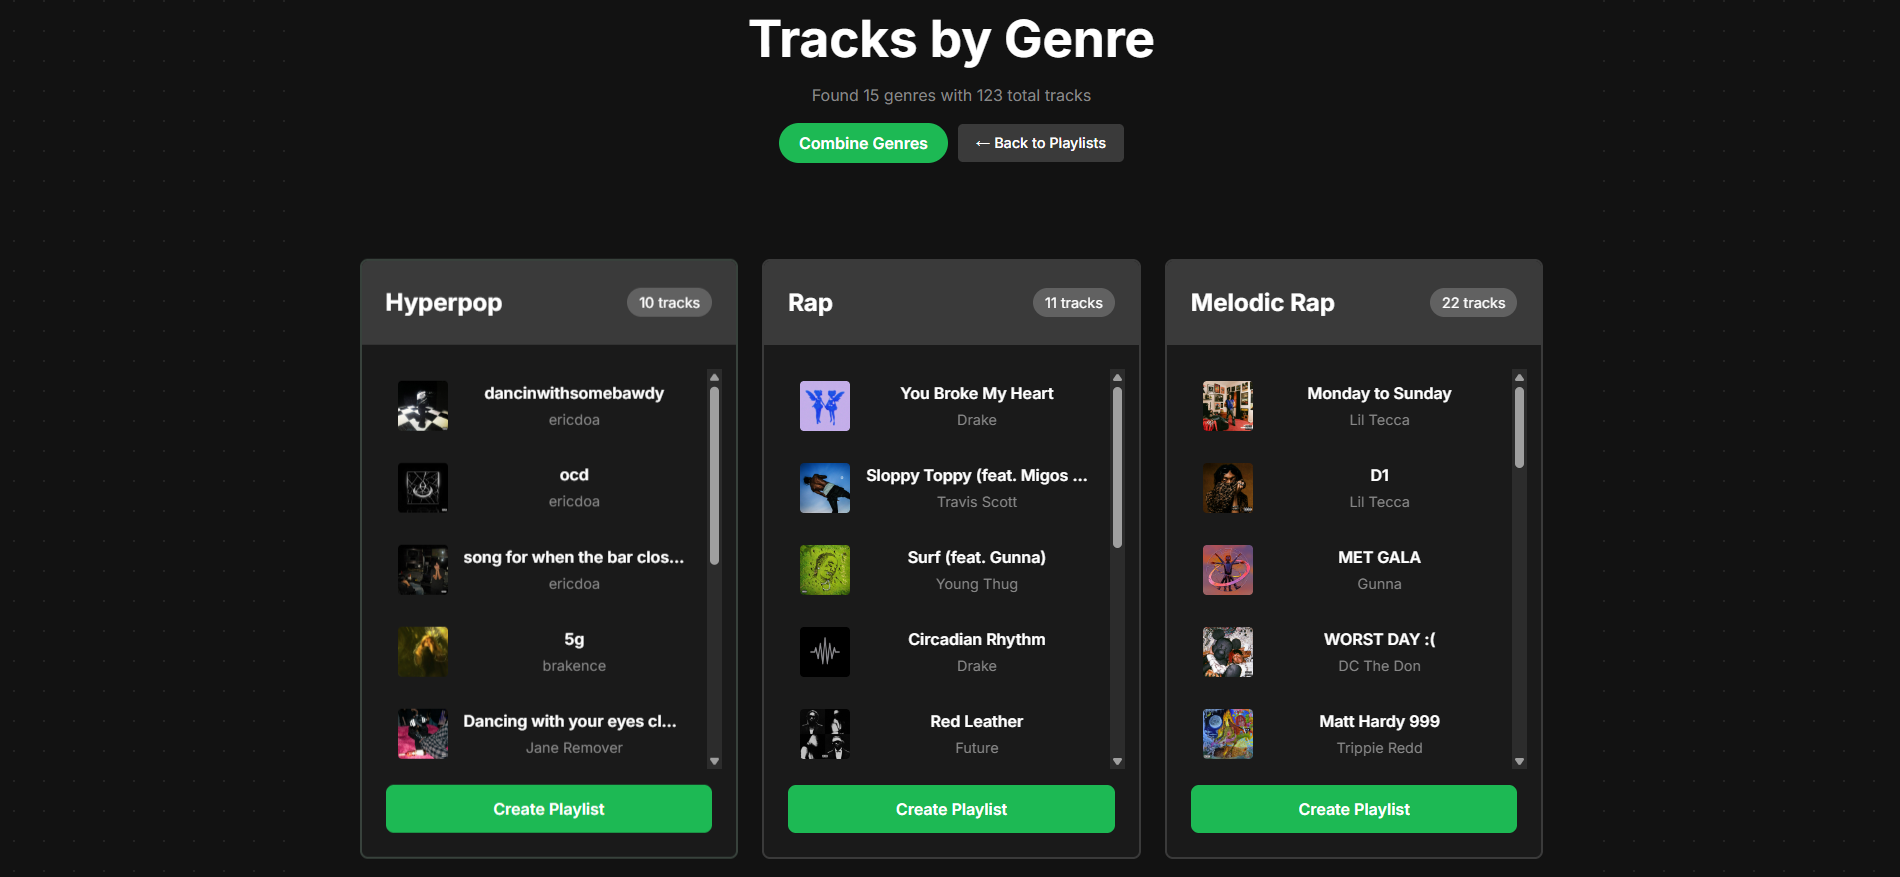 Tracks by Genre
Found 15 genres with 123 total tracks
Combine Genres
← Back to Playlists
Hyperpop
10 tracks
dancinwithsomebawdy
ericdoa
ocd
ericdoa
song for when the bar clos...
ericdoa
5g
brakence
Dancing with your eyes cl...
Jane Remover
Create Playlist
Rap
11 tracks
You Broke My Heart
Drake
Sloppy Toppy (feat. Migos ...
Travis Scott
Surf (feat. Gunna)
Young Thug
Circadian Rhythm
Drake
Red Leather
Future
Create Playlist
Melodic Rap
22 tracks
Monday to Sunday
Lil Tecca
D1
Lil Tecca
MET GALA
Gunna
WORST DAY :(
DC The Don
Matt Hardy 999
Trippie Redd
Create Playlist